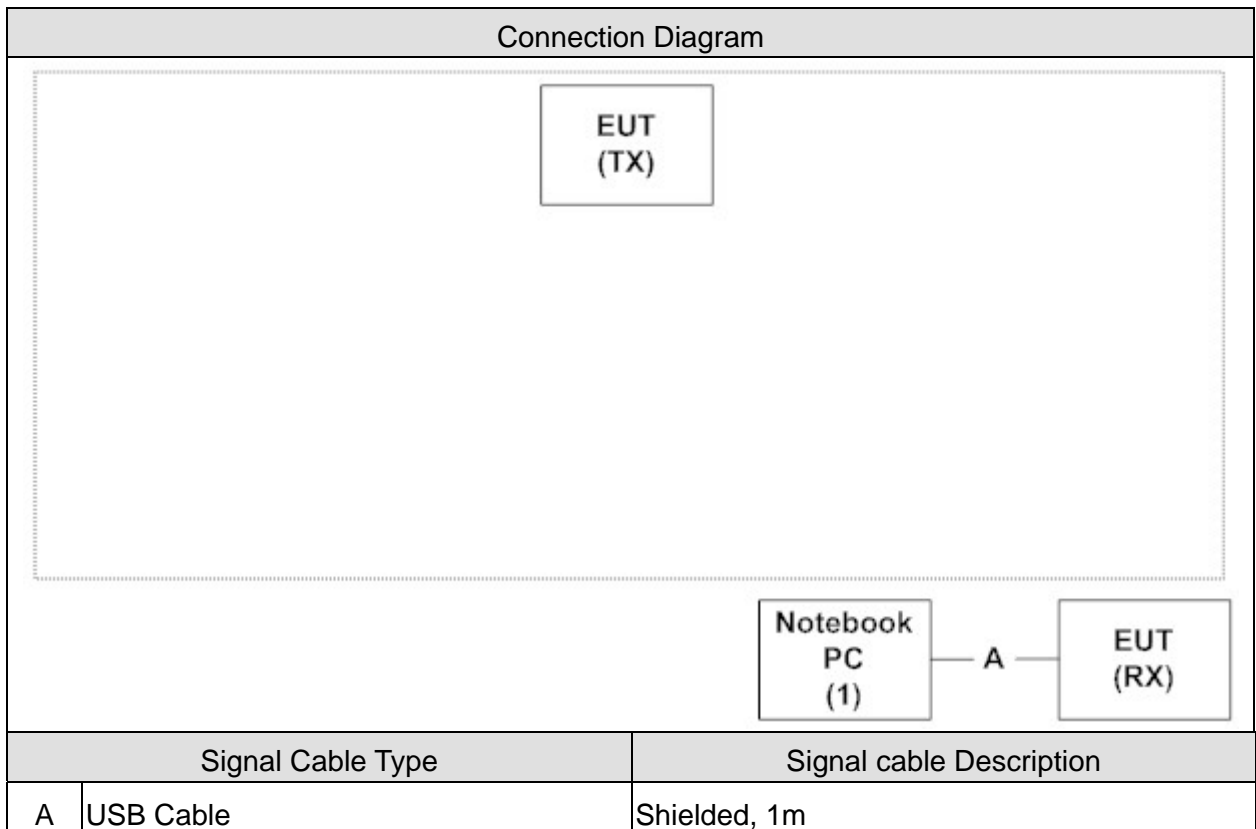 Connection Diagram
EUT
(TX)
Notebook
PC
(1)
A
EUT
(RX)
Signal Cable Type
Signal cable Description
A
USB Cable
Shielded, 1m